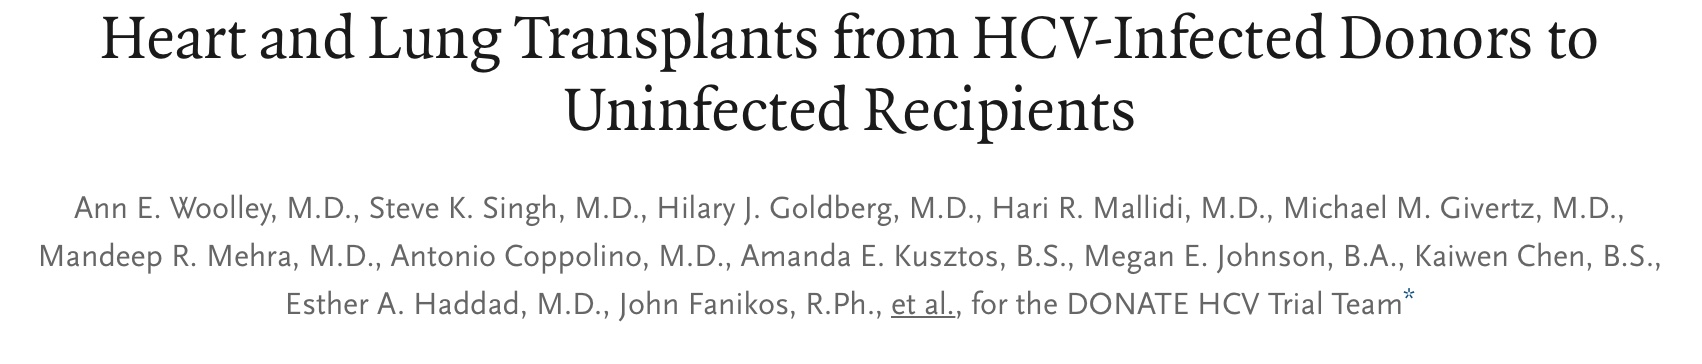 Heart and Lung Transplants from HCV-Infected Donors to
Uninfected Recipients
Ann E. Woolley, M.D., Steve K. Singh, M.D., Hilary J. Goldberg, M.D., Hari R. Mallidi, M.D., Michael M. Givertz, M.D.,
Mandeep R. Mehra, M.D., Antonio Coppolino, M.D., Amanda E. Kusztos, B.S., Megan E. Johnson, B.A., Kaiwen Chen, B.S.,
Esther A. Haddad, M.D., John Fanikos, R.Ph., et al., for the DONATE HCV Trial Team*